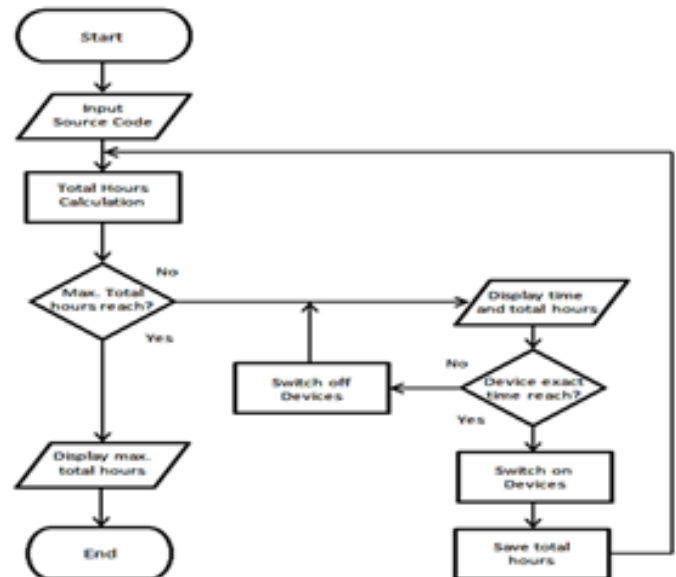 Start
Input
Source Code
Total Hours
Calculation
No
Max. Total
hours reach?
Yes
Display time
and total hours
No
Device exact
time reach?
Yes
Switch off
Devices
Display max.
total hours
Switch on
Devices
End
Save total
hours